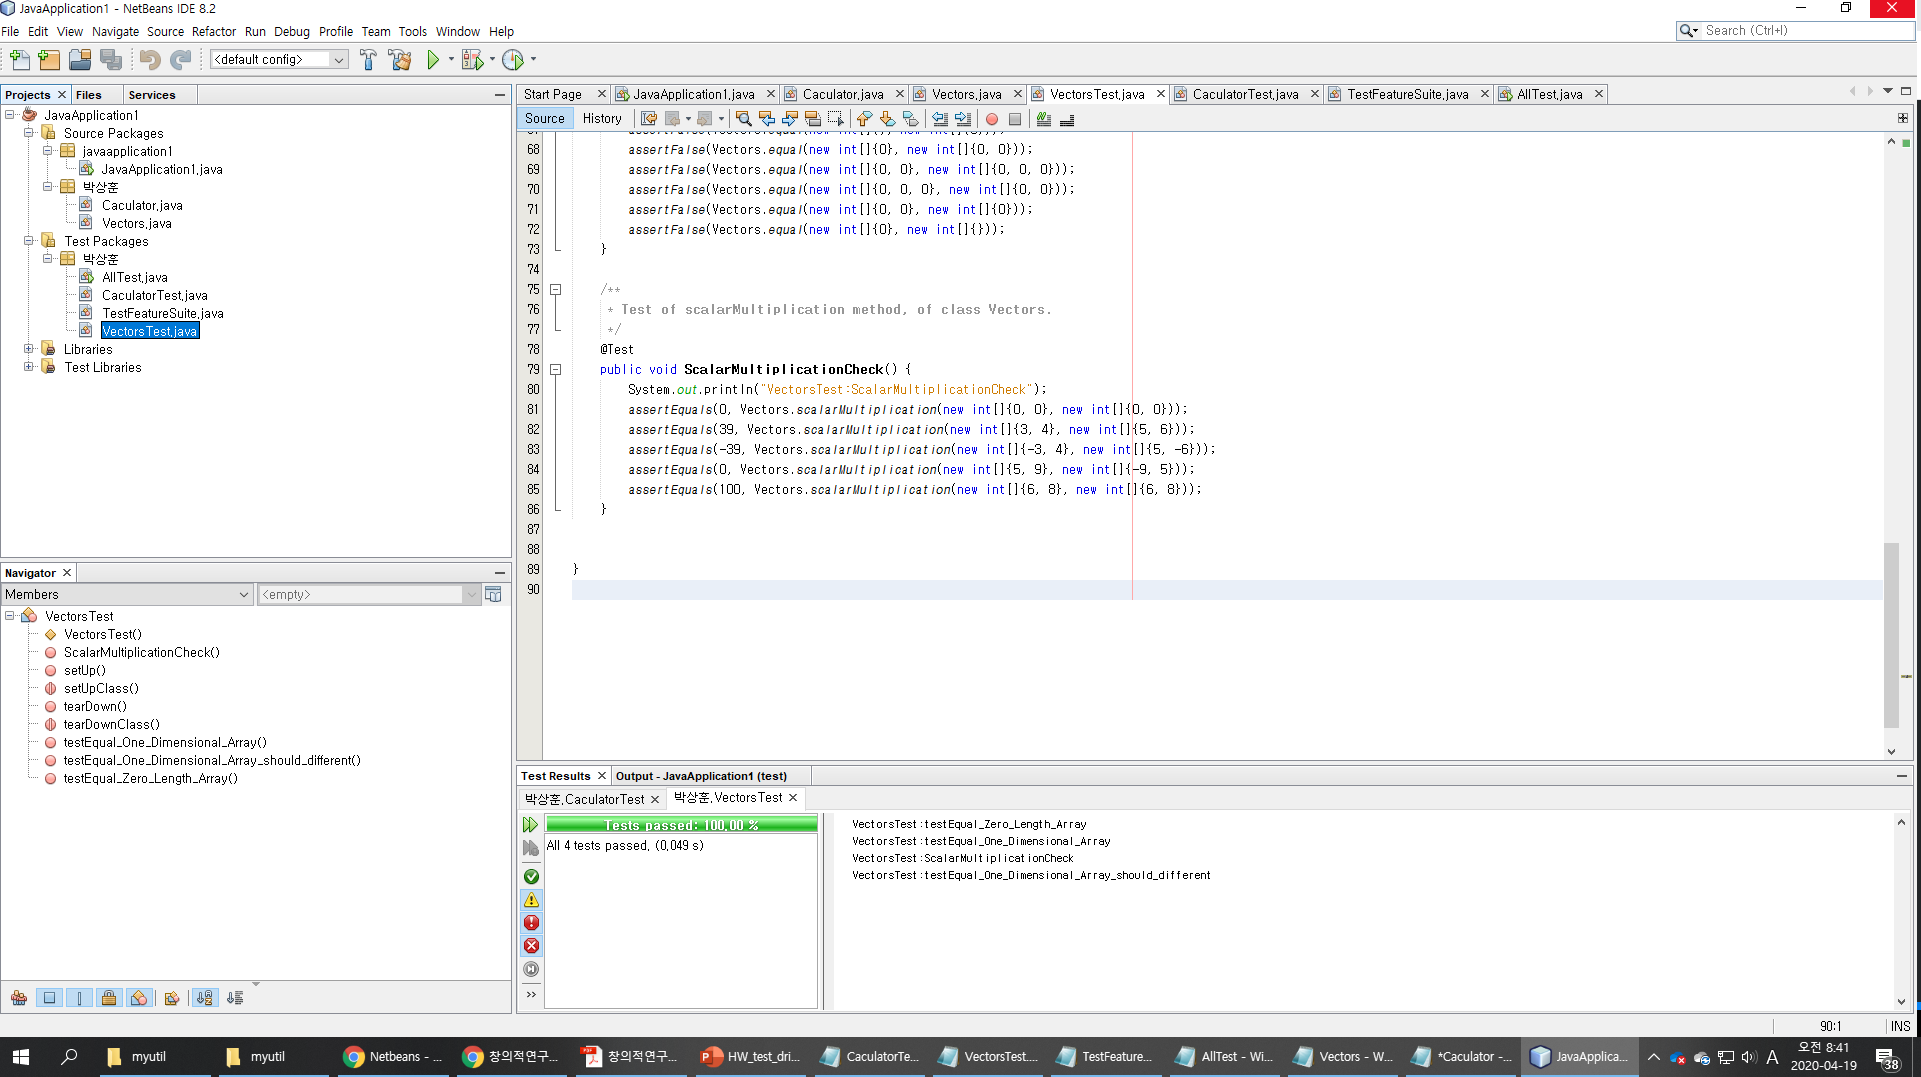 JavaApplication1 - NetBeans IDE 8.2
File Edit View Navigate Source Refactor Run Debug Profile Team Tools Window Help
Search (Ctrl+I)
<default config>
Projects Files Services
JavaApplication1
Source Packages
javaapplication1
JavaApplication1.java
박상훈
Caculator.java
Vectors.java
Test Packages
박상훈
AllTest.java
CaculatorTest.java
TestFeatureSuite.java
VectorsTest.java
Libraries
Test Libraries
Navigator
Members <empty>
VectorsTest
VectorsTest()
ScalarMultiplicationCheck()
setUp()
setUpClass()
tearDown()
tearDownClass()
testEqual_One_Dimensional_Array()
testEqual_One_Dimensional_Array_should_different()
testEqual_Zero_Length_Array()
Start Page JavaApplication1.java Caculator.java Vectors.java VectorsTest.java CaculatorTest.java TestFeatureSuite.java AllTest.java
Source History
68 assertFalse(Vectors.equal(new int[]{0}, new int[]{0, 0}));
69 assertFalse(Vectors.equal(new int[]{0, 0}, new int[]{0, 0, 0}));
70 assertFalse(Vectors.equal(new int[]{0, 0, 0}, new int[]{0, 0}));
71 assertFalse(Vectors.equal(new int[]{0, 0}, new int[]{0}));
72 assertFalse(Vectors.equal(new int[]{0}, new int[]{}));
73 }
74
75 /**
76 * Test of scalarMultiplication method, of class Vectors.
77 */
78 @Test
79 public void ScalarMultiplicationCheck() {
80 System.out.println("VectorsTest:ScalarMultiplicationCheck");
81 assertEquals(0, Vectors.scalarMultiplication(new int[]{0, 0}, new int[]{0, 0}));
82 assertEquals(39, Vectors.scalarMultiplication(new int[]{3, 4}, new int[]{5, 6}));
83 assertEquals(-39, Vectors.scalarMultiplication(new int[]{-3, 4}, new int[]{5, -6}));
84 assertEquals(0, Vectors.scalarMultiplication(new int[]{5, 9}, new int[]{-9, 5}));
85 assertEquals(100, Vectors.scalarMultiplication(new int[]{6, 8}, new int[]{6, 8}));
86 }
87
88
89 }
90
Test Results Output - JavaApplication1 (test)
박상훈.CaculatorTest 박상훈.VectorsTest
Tests passed: 100.00 %
All 4 tests passed. (0.049 s)
VectorsTest:testEqual_Zero_Length_Array
VectorsTest:testEqual_One_Dimensional_Array
VectorsTest:ScalarMultiplicationCheck
VectorsTest:testEqual_One_Dimensional_Array_should_different
90:1 INS
myutil myutil Netbeans - ... 창의적연구... 창의적연구... HW_test_dri... CaculatorTe... VectorsTest.... TestFeature... AllTest - Wi... Vectors - W... *Caculator -... JavaApplica... A
오전 8:41
2020-04-19
38